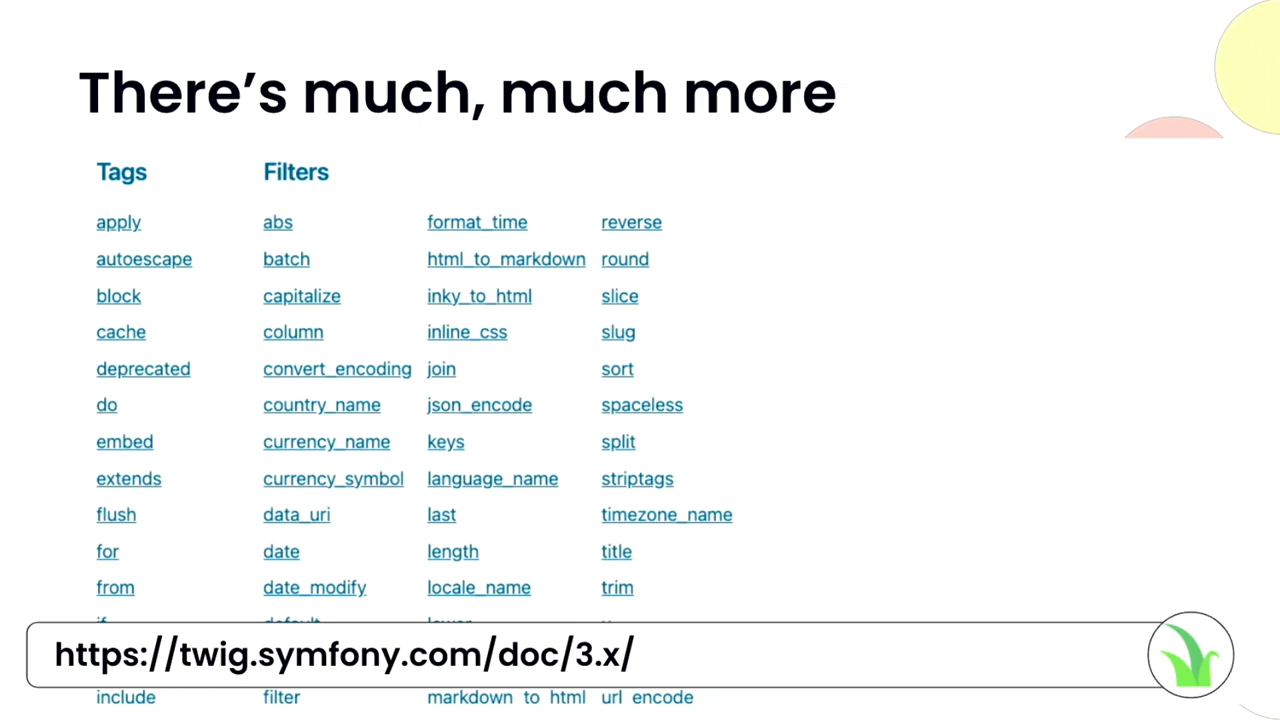 There's much, much more
Tags
Filters
apply
abs
format_time
reverse
autoescape
batch
html_to_markdown
round
block
capitalize
inky_to_html
slice
cache
column
inline_css
slug
deprecated
convert_encoding
join
sort
do
country_name
json_encode
spaceless
embed
currency_name
keys
split
extends
currency_symbol
language_name
striptags
flush
data_uri
last
timezone_name
for
date
length
title
from
date_modify
locale_name
trim
if
default
lower
https://twig.symfony.com/doc/3.x/
include
filter
markdown_to_html
url_encode